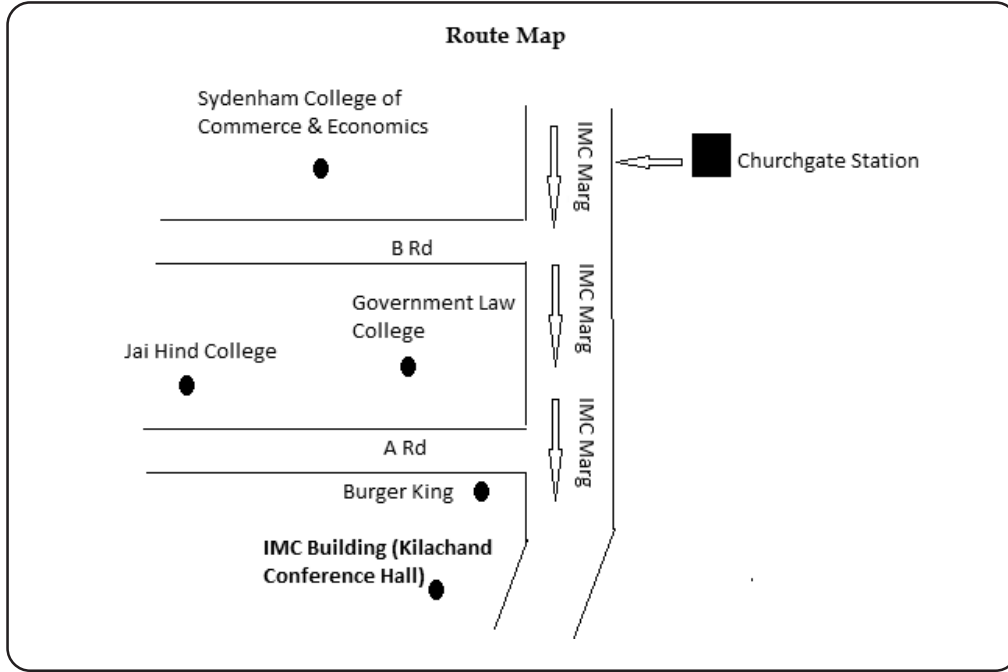 Route Map
Sydenham College of
Commerce & Economics
IMC Marg
Churchgate Station
B Rd
Government Law
College
IMC Marg
Jai Hind College
IMC Marg
A Rd
Burger King
IMC Building (Kilachand
Conference Hall)